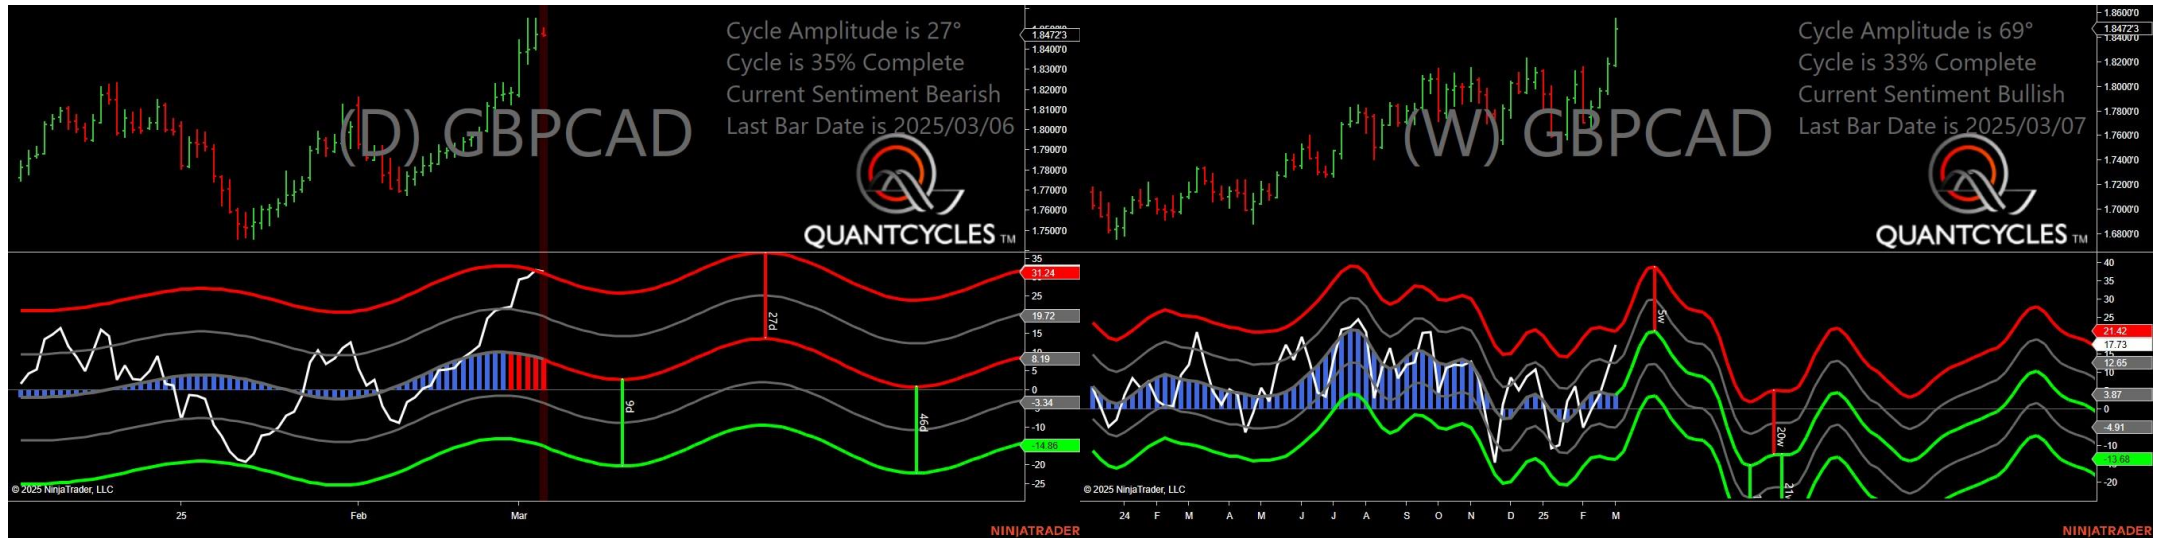 Cycle Amplitude is 27°
Cycle is 35% Complete
Current Sentiment Bearish
Last Bar Date is 2025/03/06
(D) GBPCAD
QUANTCYCLES TM
1.8472'3
1.8400'0
1.8300'0
1.8200'0
1.8100'0
1.8000'0
1.7900'0
1.7800'0
1.7700'0
1.7600'0
1.7500'0
35
31.24
25
19.72
15
8.19
5
0
-3.34
-10
-14.86
-20
-25
27d
9d
46d
© 2025 NinjaTrader, LLC
25 Feb Mar
NINJATRADER
Cycle Amplitude is 69°
Cycle is 33% Complete
Current Sentiment Bullish
Last Bar Date is 2025/03/07
(W) GBPCAD
QUANTCYCLES TM
1.8600'0
1.8472'3
1.8400'0
1.8200'0
1.8000'0
1.7800'0
1.7600'0
1.7400'0
1.7200'0
1.7000'0
1.6800'0
40
35
30
25
21.42
17.73
15
12.65
10
3.87
0
-4.91
-10
-13.68
-20
5w
20w
© 2025 NinjaTrader, LLC
24 F M A M J J A S O N D 25 F M
NINJATRADER